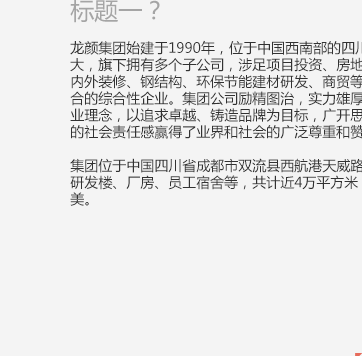 标题一？
龙颜集团始建于1990年，位于中国西南部的四川
大，旗下拥有多个子公司，涉足项目投资、房地
内外装修、钢结构、环保节能建材研发、商贸等
合的综合性企业。集团公司励精图治，实力雄厚
业理念，以追求卓越、铸造品牌为目标，广开思
的社会责任感赢得了业界和社会的广泛尊重和赞
集团位于中国四川省成都市双流县西航港天威路
研发楼、厂房、员工宿舍等，共计近4万平方米
美。